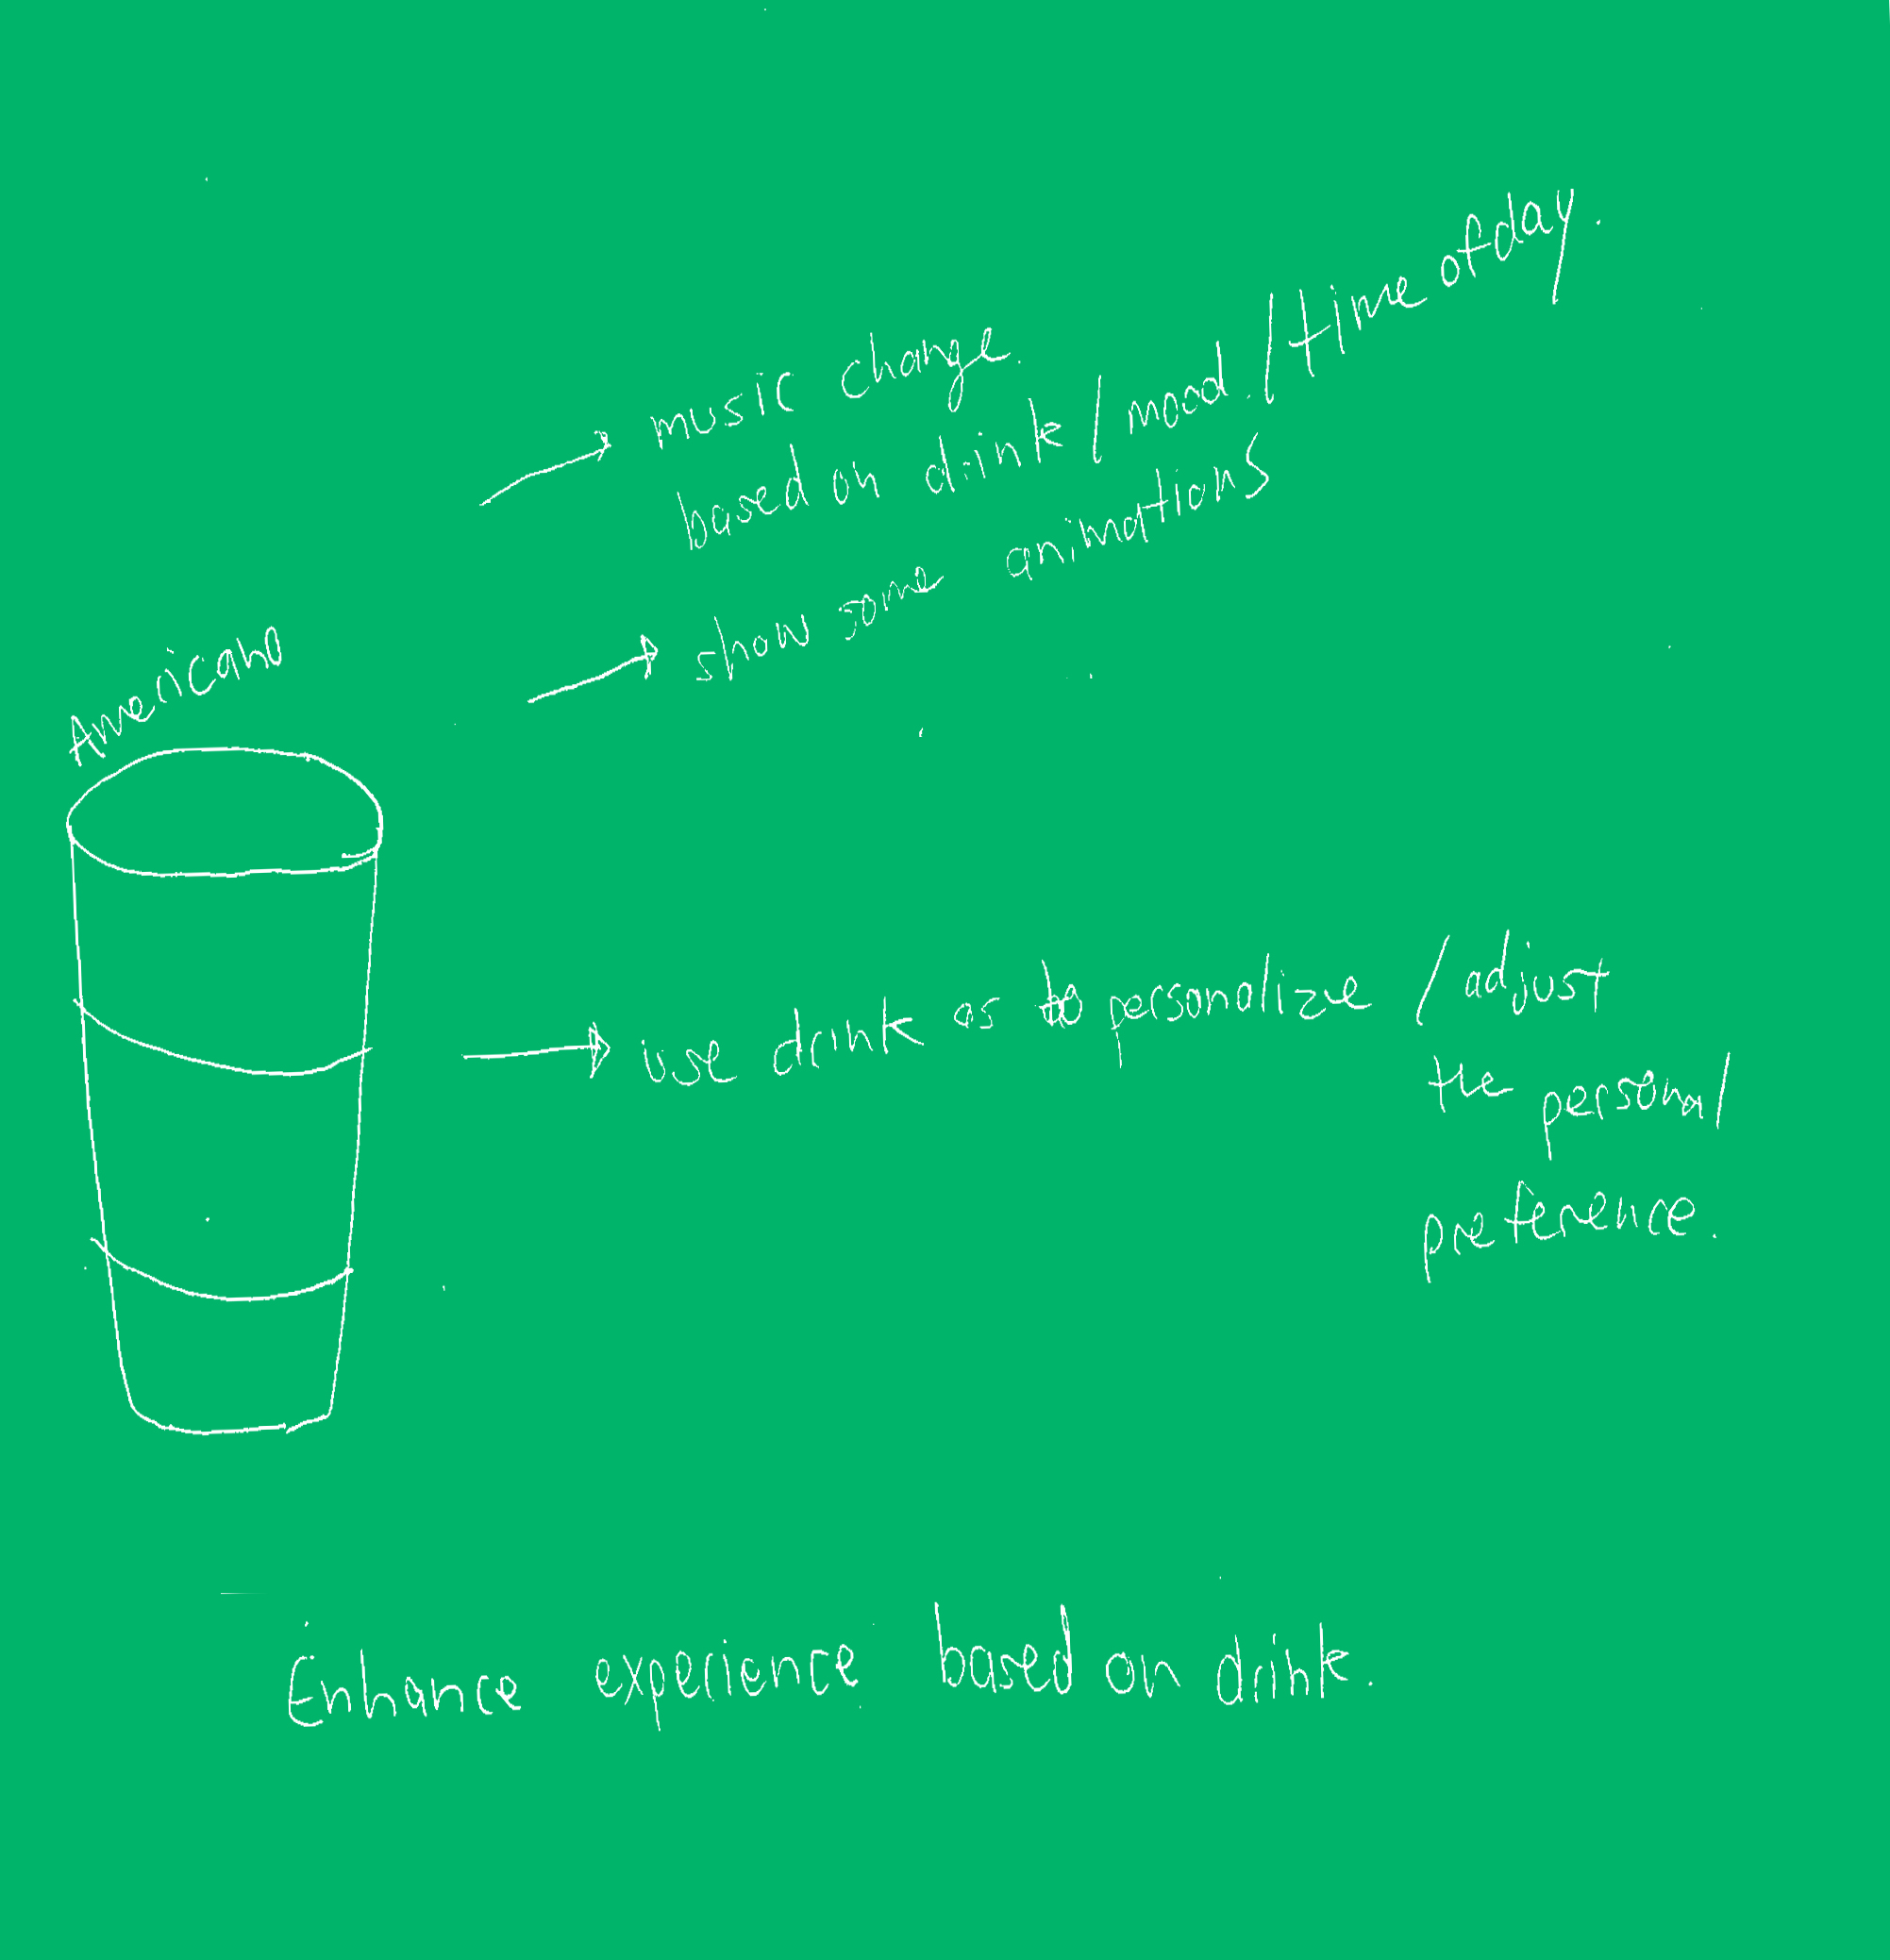 music change.
based on drink / mood. / time of day.
show some animations
Americano
use drink as to personalize / adjust
the personal
preference.
Enhance experience based on drink.